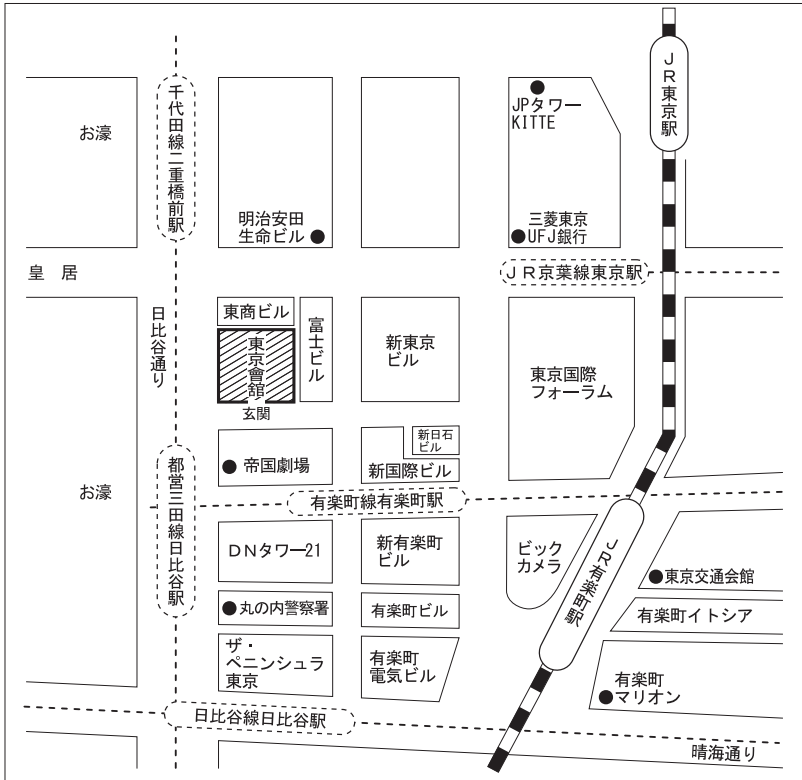 JR東京駅
JPタワー
KITTE
千代田線二重橋前駅
お濠
明治安田
生命ビル
三菱東京
UFJ銀行
皇 居
JR京葉線東京駅
日比谷通り
東商ビル
富士ビル
東京會舘
玄関
新東京
ビル
東京国際
フォーラム
新日石
ビル
帝国劇場
新国際ビル
お濠
都営三田線日比谷駅
有楽町線有楽町駅
DNタワー21
新有楽町
ビル
ビック
カメラ
JR有楽町駅
東京交通会館
丸の内警察署
有楽町ビル
有楽町イトシア
ザ・
ペニンシュラ
東京
有楽町
電気ビル
有楽町
マリオン
日比谷線日比谷駅
晴海通り